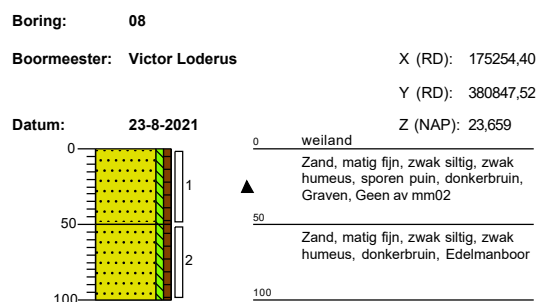 Boring: 08
Boormeester: Victor Loderus
X (RD): 175254,40
Y (RD): 380847,52
Datum: 23-8-2021
Z (NAP): 23,659
0
0 weiland
Zand, matig fijn, zwak siltig, zwak
humeus, sporen puin, donkerbruin,
Graven, Geen av mm02
1
50
50
Zand, matig fijn, zwak siltig, zwak
humeus, donkerbruin, Edelmanboor
2
100
100